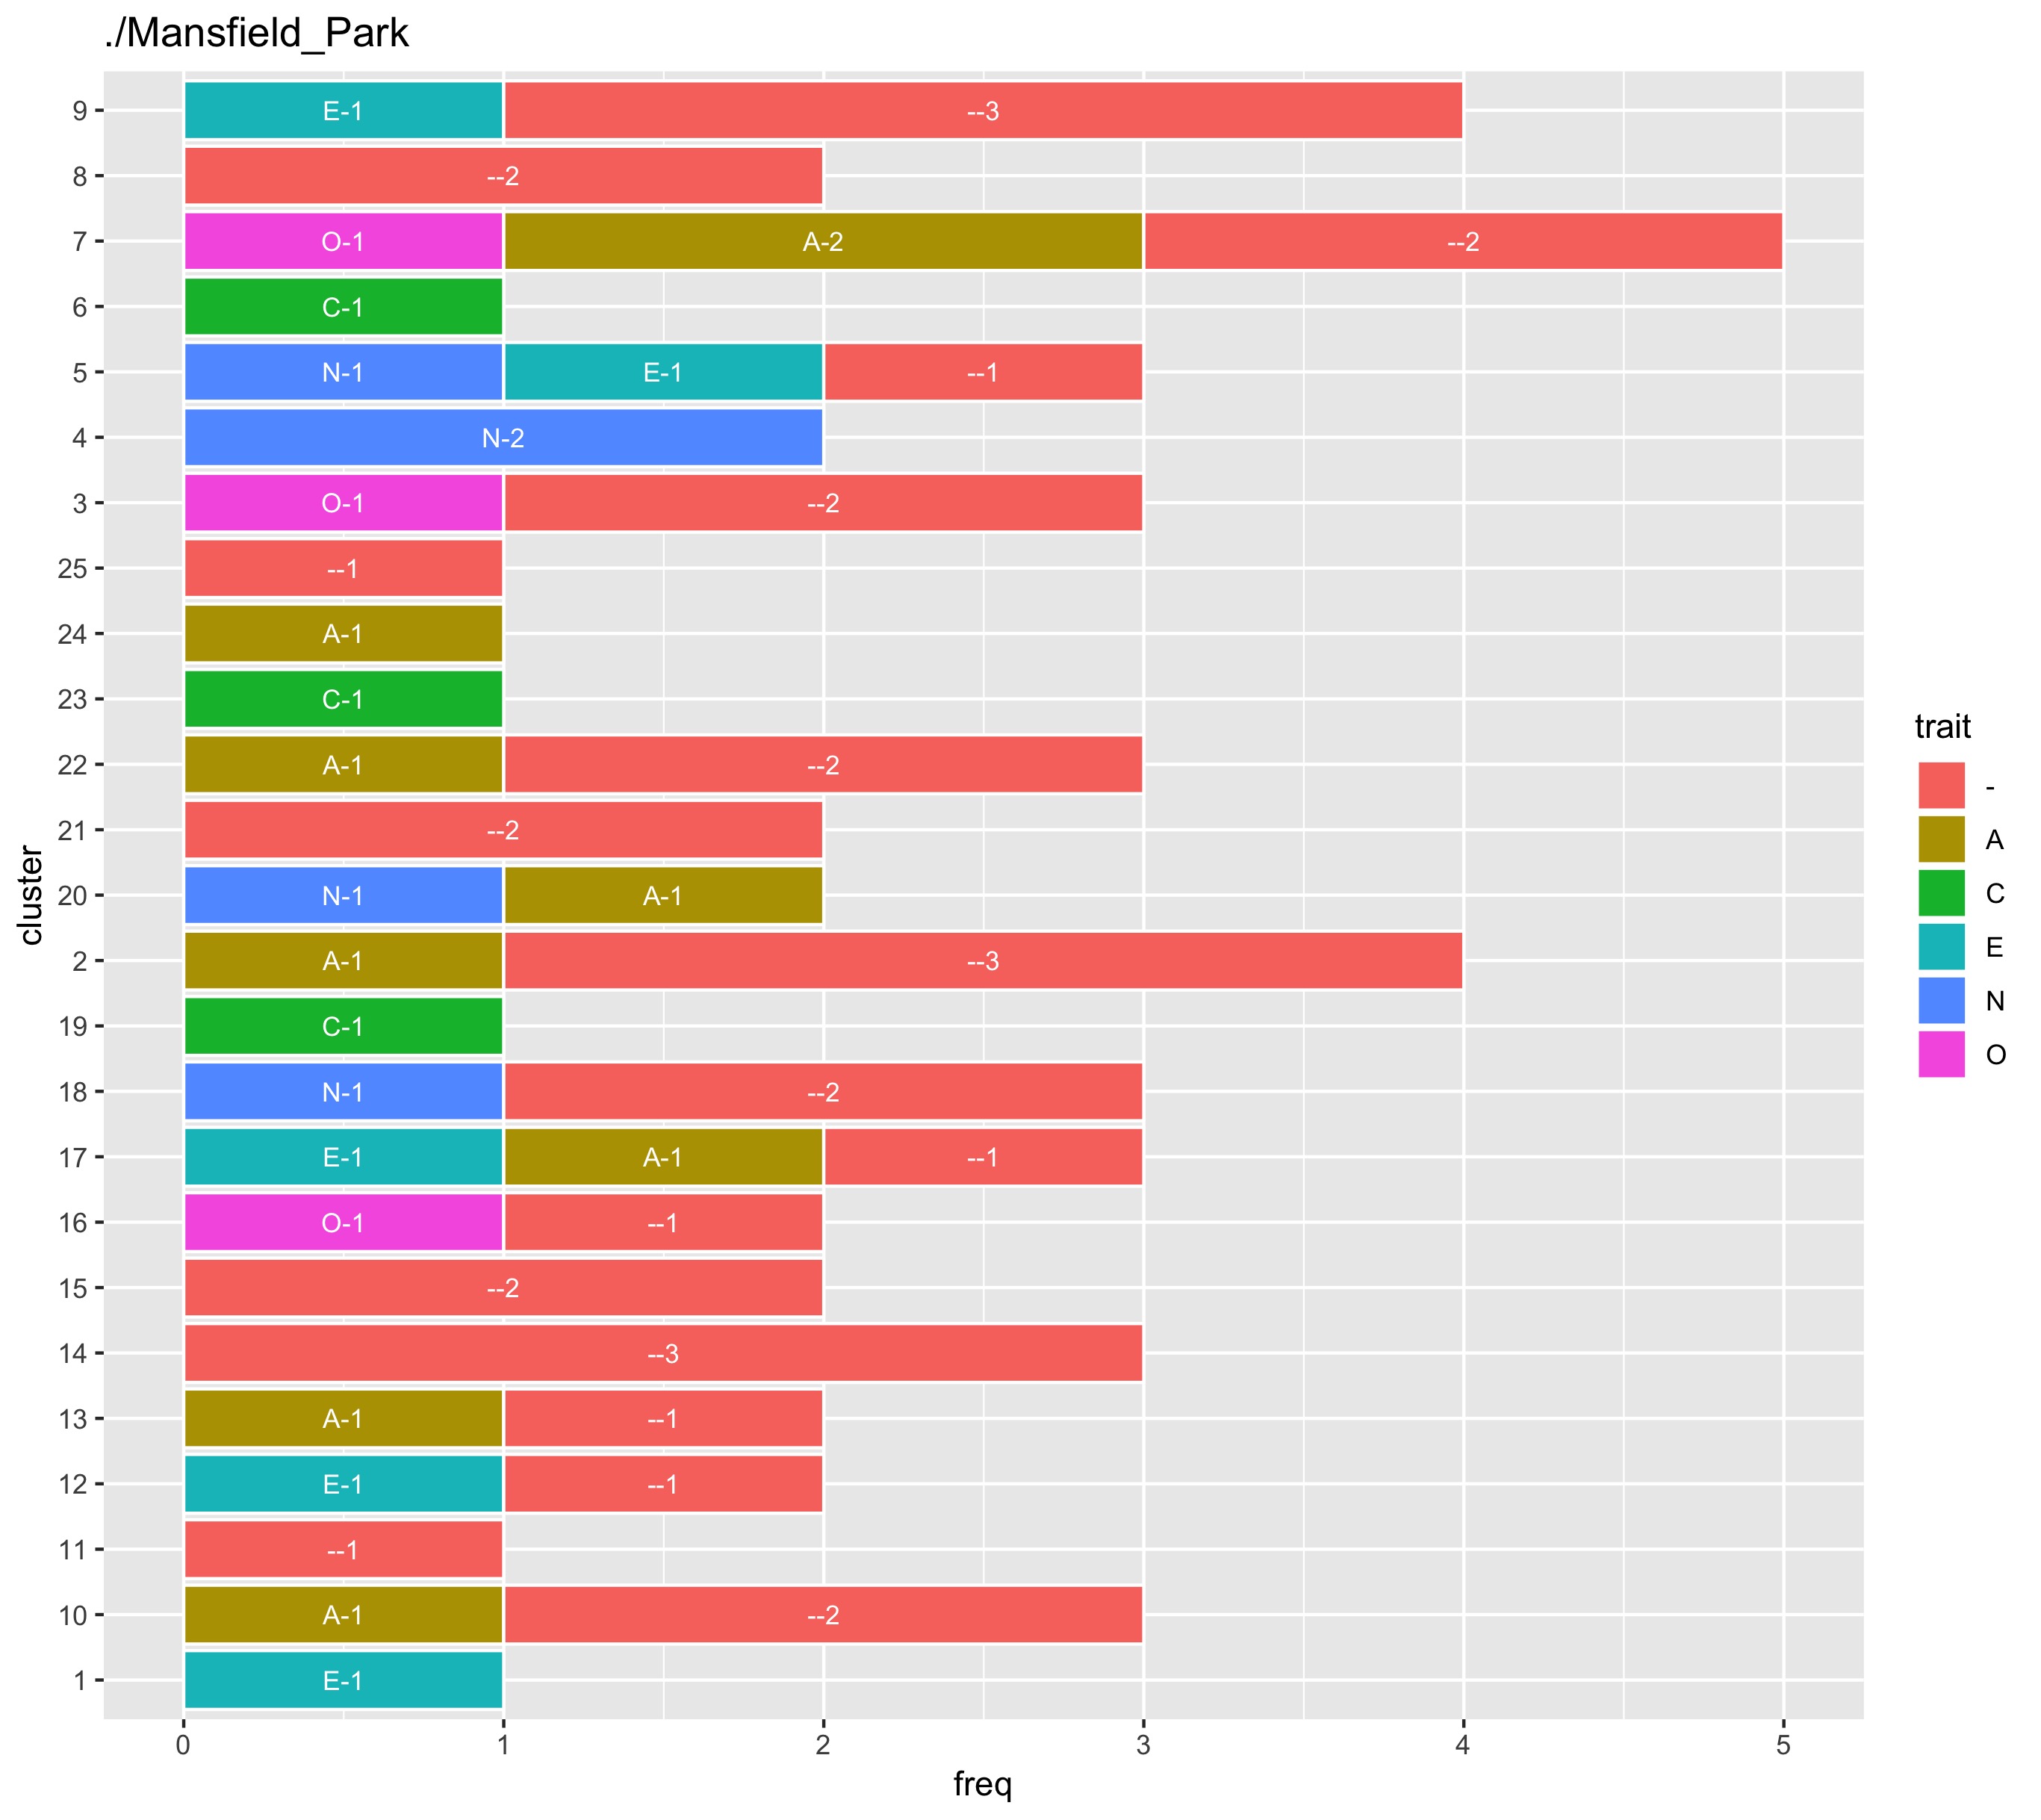 ./Mansfield_Park
9 E-1 --3
8 --2
7 O-1 A-2 --2
6 C-1
5 N-1 E-1 --1
4 N-2
3 O-1 --2
25 --1
24 A-1
23 C-1
22 A-1 --2
21 --2
20 N-1 A-1
2 A-1 --3
19 C-1
18 N-1 --2
17 E-1 A-1 --1
16 O-1 --1
15 --2
14 --3
13 A-1 --1
12 E-1 --1
11 --1
10 A-1 --2
1 E-1
0 1 2 3 4 5
freq
cluster
trait
-
A
C
E
N
O